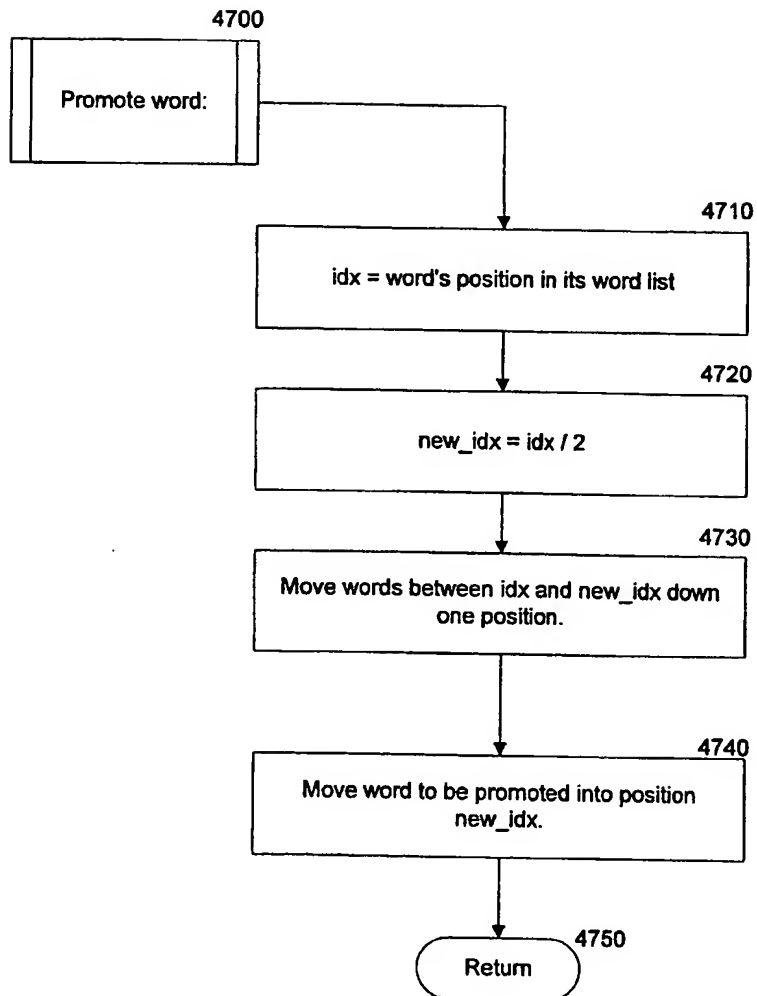 4700
Promote word:
4710
idx = word's position in its word list
4720
new_idx = idx / 2
4730
Move words between idx and new_idx down
one position.
4740
Move word to be promoted into position
new_idx.
4750
Return